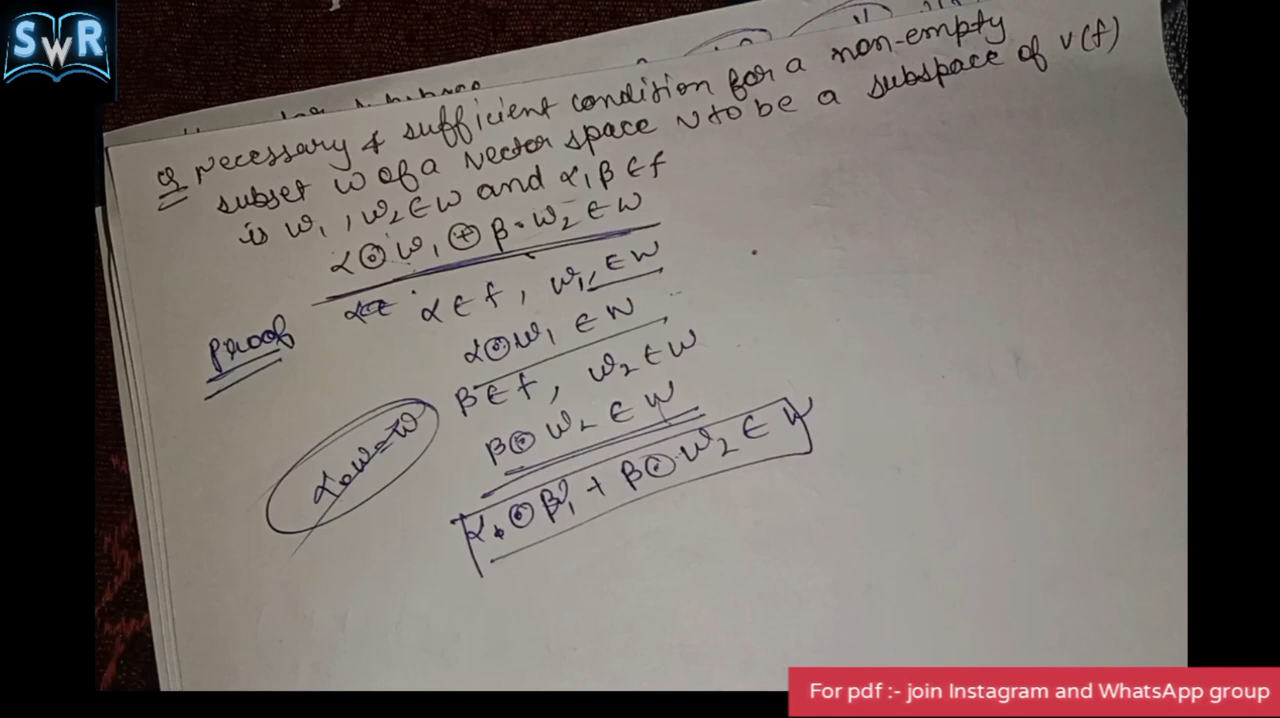 SWR
Q Necessary & sufficient condition for a non-empty
subset W of a vector space V to be a subspace of V(f)
is w₁, w₂ ∈ W and α, β ∈ f
α ⊙ w₁ ⊕ β · w₂ ∈ W
Proof α ∈ f, w₁ ∈ W
α ⊙ w₁ ∈ W
β ∈ f, w₂ ∈ W
β ⊙ w₂ ∈ W
+ β ⊙ w₂ ∈ W
For pdf :- join Instagram and WhatsApp group